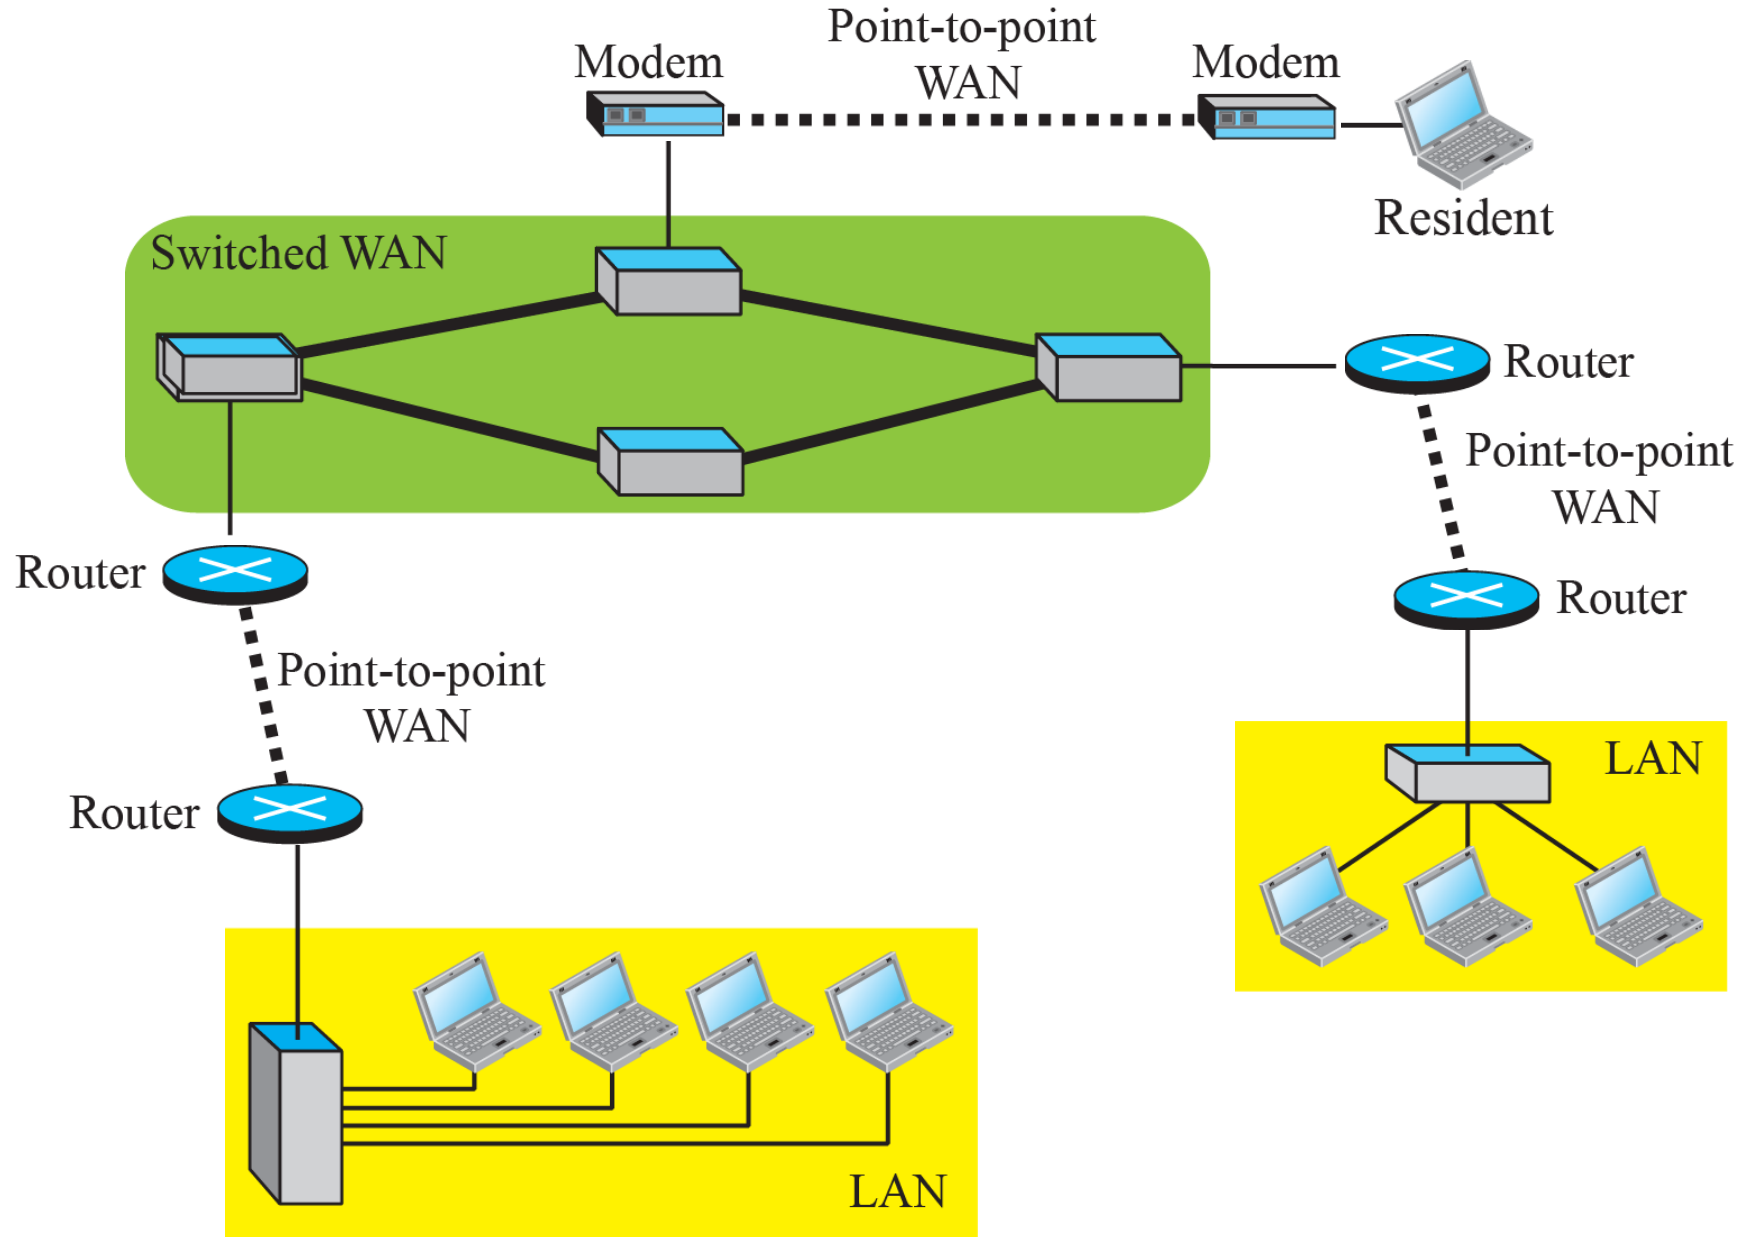 Point-to-point
WAN
Modem
Modem
Resident
Switched WAN
Router
Point-to-point
WAN
Router
Router
Point-to-point
WAN
Router
LAN
LAN